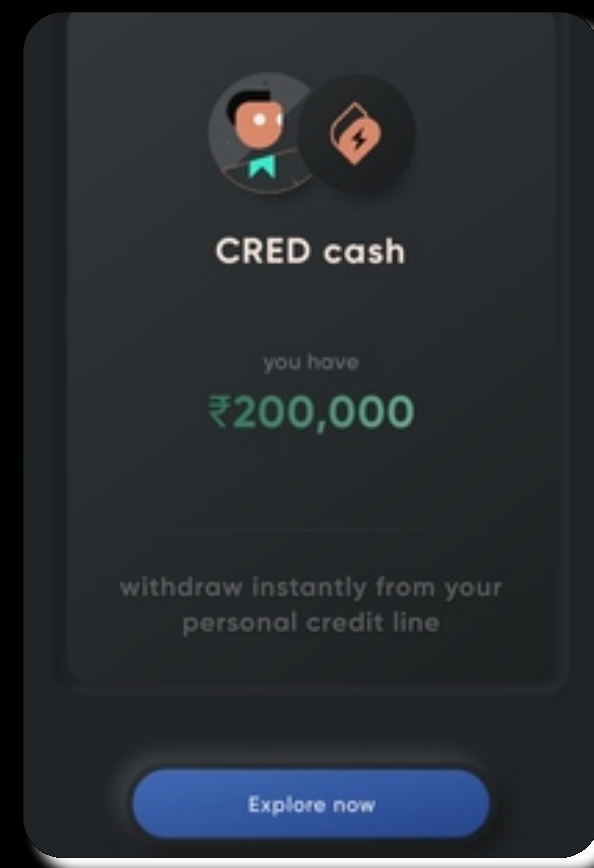 CRED cash
you have
₹200,000
withdraw instantly from your
personal credit line
Explore now